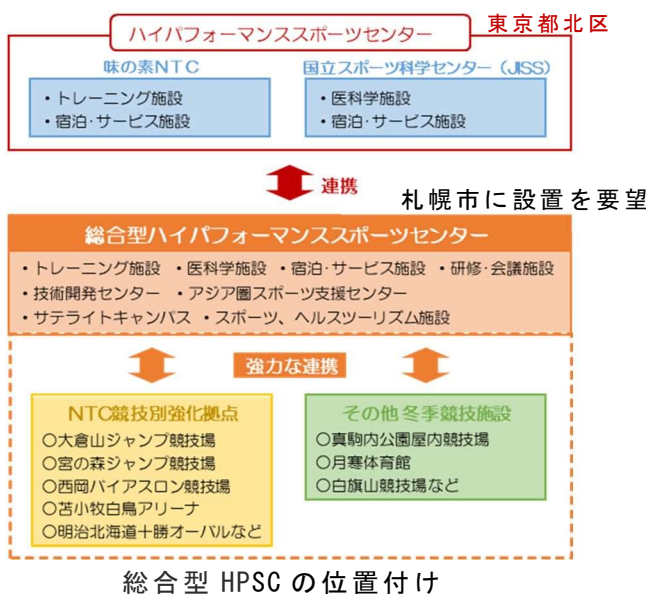 ハイパフォーマンススポーツセンター
東京都北区
味の素NTC
・トレーニング施設
・宿泊・サービス施設
国立スポーツ科学センター（JISS）
・医科学施設
・宿泊・サービス施設
連携
札幌市に設置を要望
総合型ハイパフォーマンススポーツセンター
・トレーニング施設 ・医科学施設 ・宿泊・サービス施設 ・研修・会議施設
・技術開発センター ・アジア圏スポーツ支援センター
・サテライトキャンパス ・スポーツ、ヘルスツーリズム施設
強力な連携
NTC競技別強化拠点
○大倉山ジャンプ競技場
○宮の森ジャンプ競技場
○西岡バイアスロン競技場
○苫小牧白鳥アリーナ
○明治北海道十勝オーバルなど
その他冬季競技施設
○真駒内公園屋内競技場
○月寒体育館
○白旗山競技場など
総合型 HPSC の位置付け